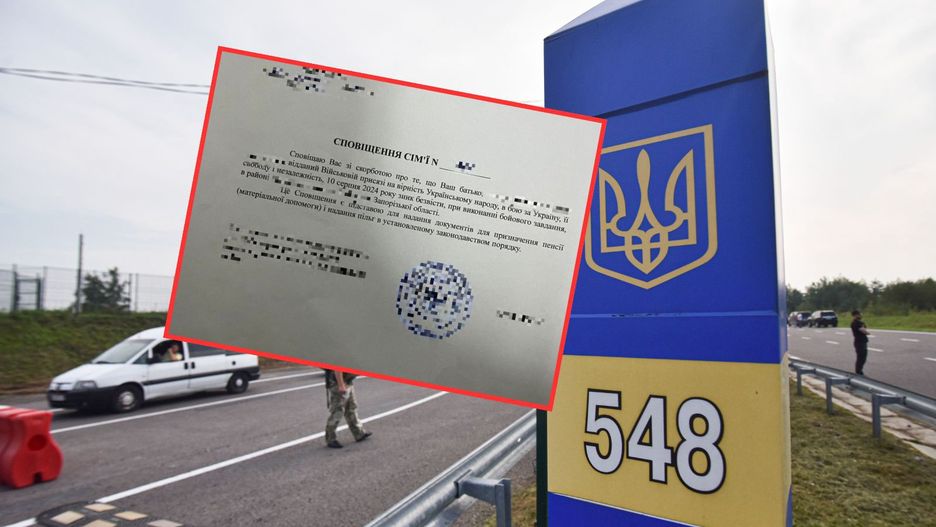 СПОВІЩЕННЯ СІМ'Ї N
Сповіщаю Вас зі скорботою про те, що Ваш батько,
відданий Військовій присязі на вірність Українському народу, в бою за Україну, її
свободу і незалежність, 10 серпня 2024 року зник безвісти, при виконанні бойового завдання,
в районі Запорізької області.
Це Сповіщення є підставою для надання документів для призначення пенсії
(матеріальної допомоги) і надання пільг в установленому законодавством порядку.
548